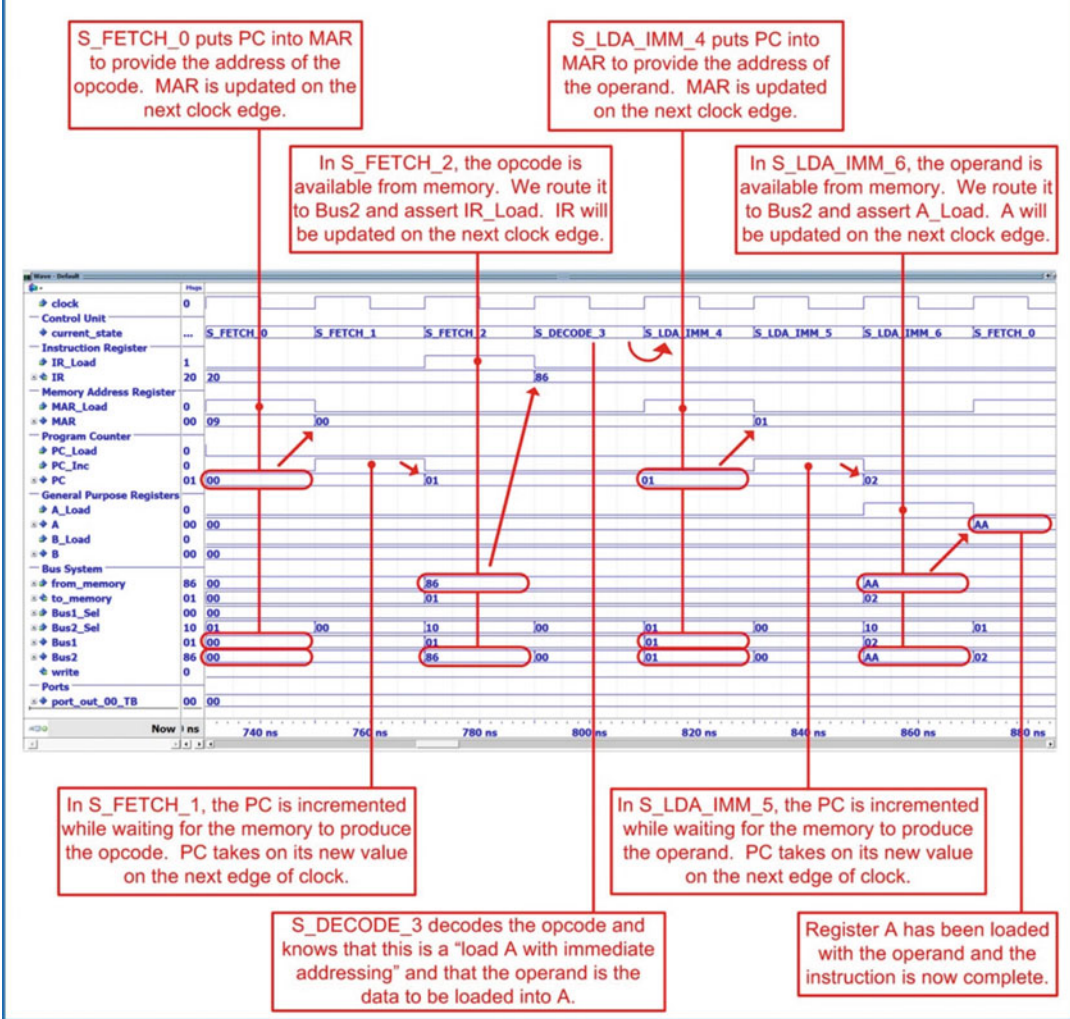 S_FETCH_0 puts PC into MAR
to provide the address of the
opcode. MAR is updated on the
next clock edge.
S_LDA_IMM_4 puts PC into
MAR to provide the address of
the operand. MAR is updated
on the next clock edge.
In S_FETCH_2, the opcode is
available from memory. We route it
to Bus2 and assert IR_Load. IR will
be updated on the next clock edge.
In S_LDA_IMM_6, the operand is
available from memory. We route it
to Bus2 and assert A_Load. A will
be updated on the next clock edge.
Wave - Default
Msgs
clock 0
Control Unit
current_state ... S_FETCH_0 S_FETCH_1 S_FETCH_2 S_DECODE_3 S_LDA_IMM_4 S_LDA_IMM_5 S_LDA_IMM_6 S_FETCH_0
Instruction Register
IR_Load 1
IR 20 20 86
Memory Address Register
MAR_Load 0
MAR 00 09 00 01
Program Counter
PC_Load 0
PC_Inc 0
PC 01 00 01 01 02
General Purpose Registers
A_Load 0
A 00 00 AA
B_Load 0
B 00 00
Bus System
from_memory 86 00 86 AA
to_memory 01 00 01 02
Bus1_Sel 00 00
Bus2_Sel 10 01 00 10 00 01 00 10 01
Bus1 01 00 01 01 02
Bus2 86 00 86 00 01 00 AA 02
write 0
Ports
port_out_00_TB 00 00
Now ns 740 ns 760 ns 780 ns 800 ns 820 ns 840 ns 860 ns 880 ns
In S_FETCH_1, the PC is incremented
while waiting for the memory to produce
the opcode. PC takes on its new value
on the next edge of clock.
In S_LDA_IMM_5, the PC is incremented
while waiting for the memory to produce
the operand. PC takes on its new value
on the next edge of clock.
S_DECODE_3 decodes the opcode and
knows that this is a “load A with immediate
addressing” and that the operand is the
data to be loaded into A.
Register A has been loaded
with the operand and the
instruction is now complete.